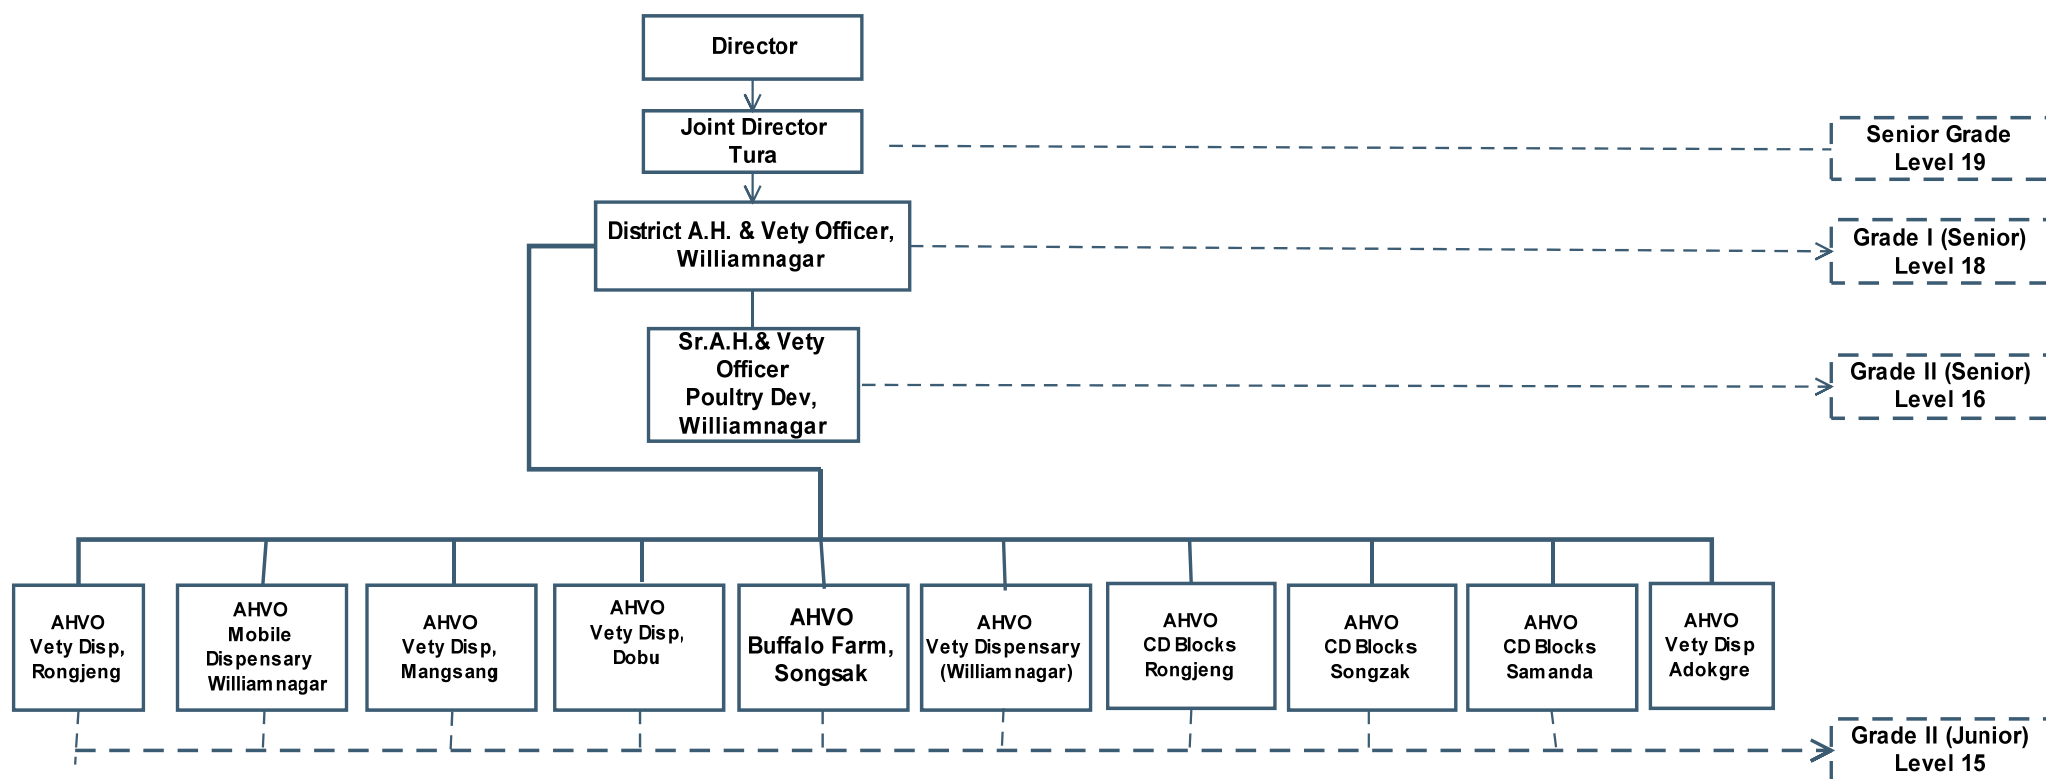 Director
Joint Director
Tura
Senior Grade
Level 19
District A.H. & Vety Officer,
Williamnagar
Grade I (Senior)
Level 18
Sr.A.H.& Vety
Officer
Poultry Dev,
Williamnagar
Grade II (Senior)
Level 16
AHVO
Vety Disp,
Rongjeng
AHVO
Mobile
Dispensary
Williamnagar
AHVO
Vety Disp,
Mangsang
AHVO
Vety Disp,
Dobu
AHVO
Buffalo Farm,
Songsak
AHVO
Vety Dispensary
(Williamnagar)
AHVO
CD Blocks
Rongjeng
AHVO
CD Blocks
Songzak
AHVO
CD Blocks
Samanda
AHVO
Vety Disp
Adokgre
Grade II (Junior)
Level 15